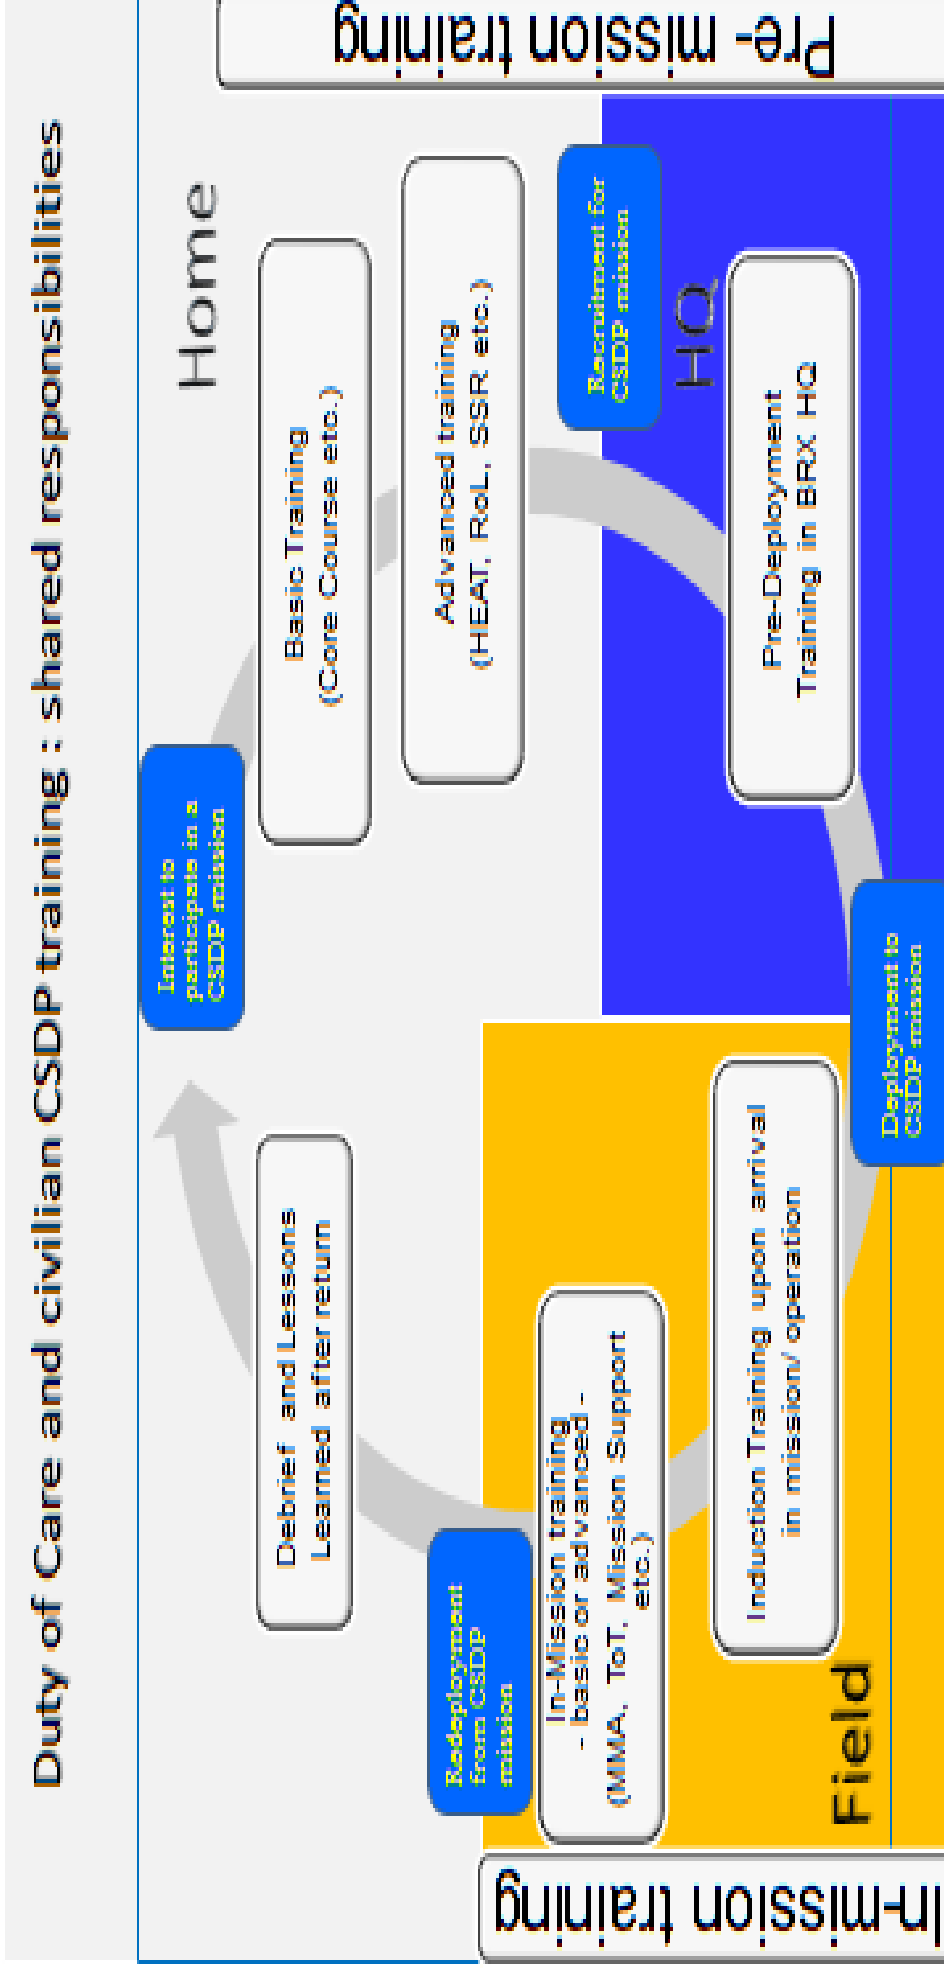 Duty of Care and civilian CSDP training : shared responsibilities
Interest to
participate in a
CSDP mission
Home
Basic Training
(Core Course etc.)
Advanced training
(HEAT, RoL, SSR etc.)
Recruitment for
CSDP mission
HQ
Pre-Deployment
Training in BRX HQ
Pre- mission training
Deployment to
CSDP mission
Induction Training upon arrival
in mission/ operation
Field
In-Mission training
- basic or advanced -
(MMA, ToT, Mission Support
etc.)
In-mission training
Redeployment
from CSDP
mission
Debrief and Lessons
Learned after return